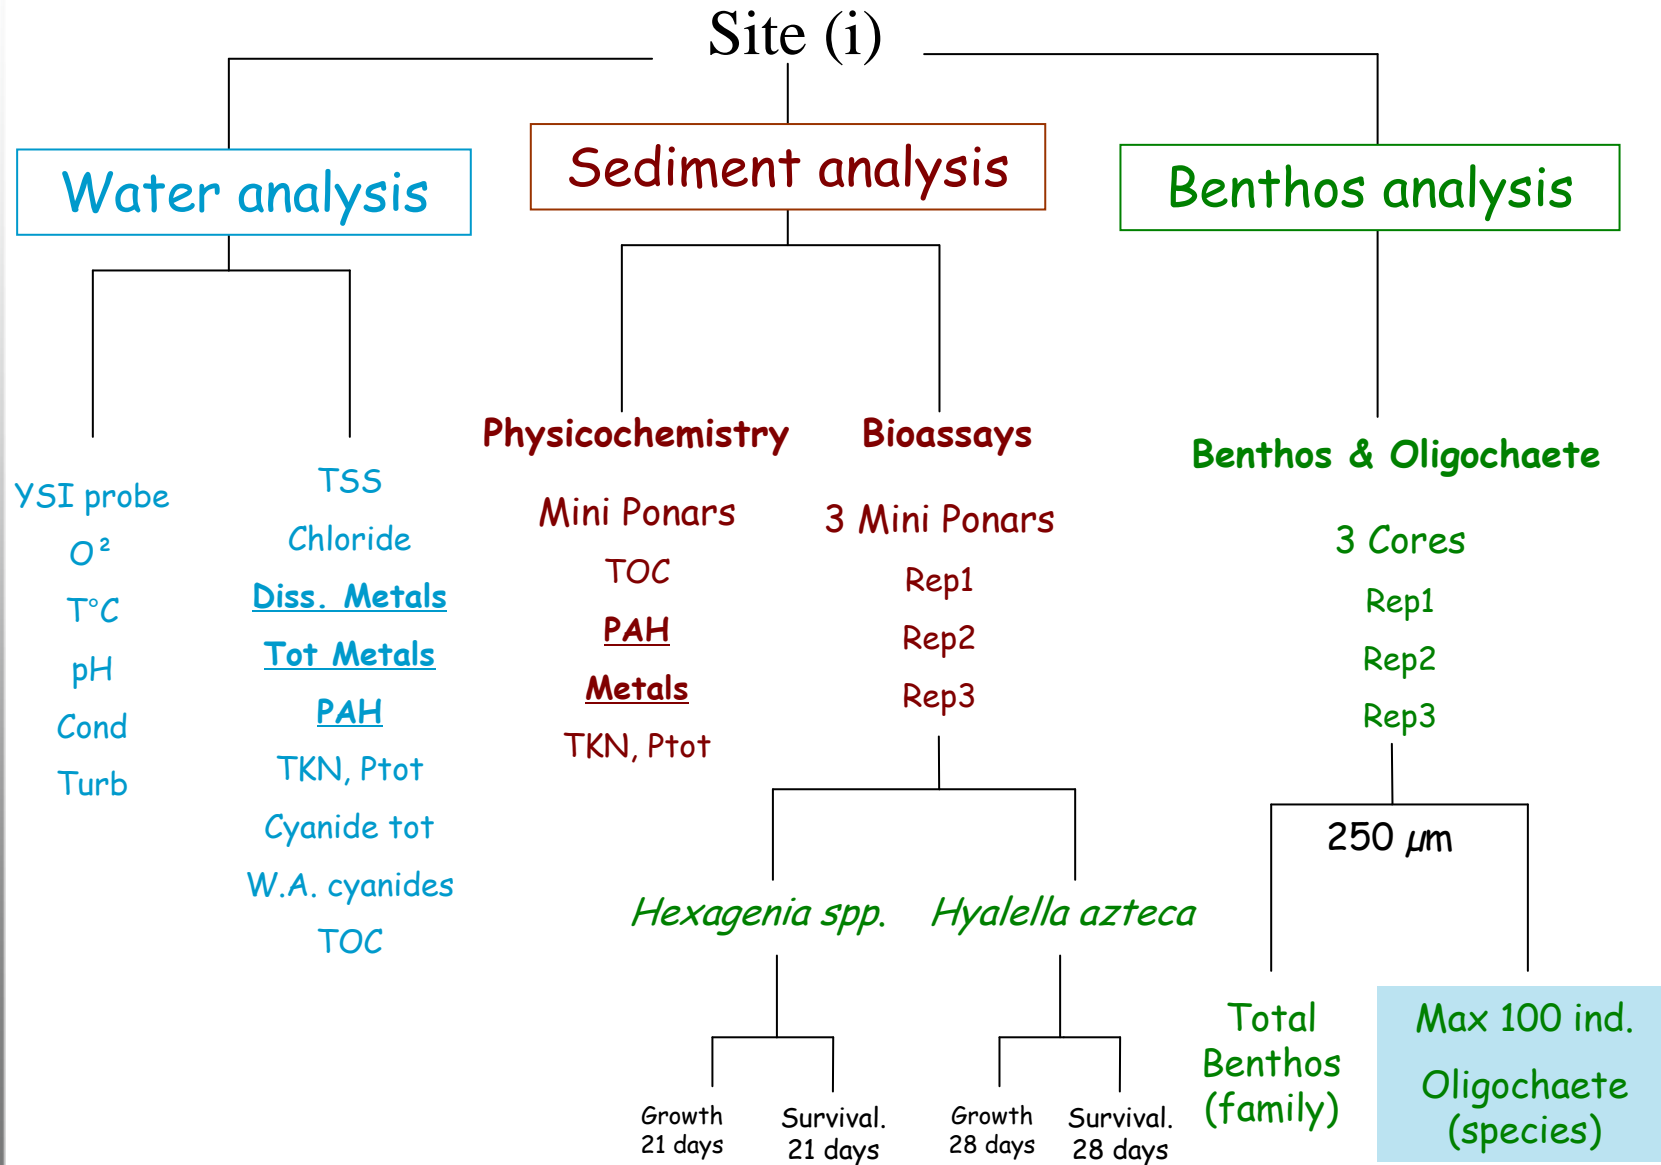 Site (i)
Water analysis
Sediment analysis
Benthos analysis
YSI probe
O²
T°C
pH
Cond
Turb
TSS
Chloride
Diss. Metals
Tot Metals
PAH
TKN, Ptot
Cyanide tot
W.A. cyanides
TOC
Physicochemistry
Mini Ponars
TOC
PAH
Metals
TKN, Ptot
Bioassays
3 Mini Ponars
Rep1
Rep2
Rep3
Hexagenia spp.
Growth
21 days
Survival.
21 days
Hyalella azteca
Growth
28 days
Survival.
28 days
Benthos & Oligochaete
3 Cores
Rep1
Rep2
Rep3
250 µm
Total
Benthos
(family)
Max 100 ind.
Oligochaete
(species)